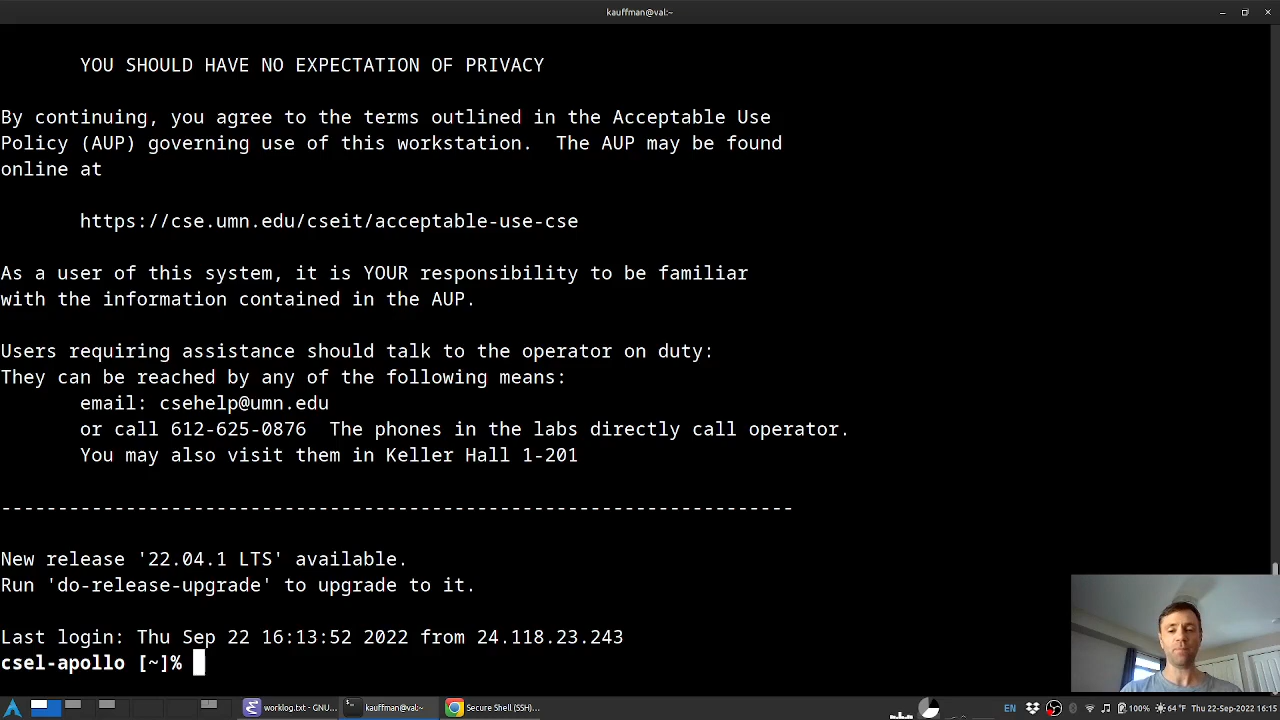 kauffman@val:~
YOU SHOULD HAVE NO EXPECTATION OF PRIVACY
By continuing, you agree to the terms outlined in the Acceptable Use
Policy (AUP) governing use of this workstation.  The AUP may be found
online at
https://cse.umn.edu/cseit/acceptable-use-cse
As a user of this system, it is YOUR responsibility to be familiar
with the information contained in the AUP.
Users requiring assistance should talk to the operator on duty:
They can be reached by any of the following means:
email: csehelp@umn.edu
or call 612-625-0876  The phones in the labs directly call operator.
You may also visit them in Keller Hall 1-201
----------------------------------------------------------------------
New release '22.04.1 LTS' available.
Run 'do-release-upgrade' to upgrade to it.
Last login: Thu Sep 22 16:13:52 2022 from 24.118.23.243
csel-apollo [~]%
worklog.txt - GNU... kauffman@val:~ Secure Shell (SSH)... EN 100% 64°F Thu 22-Sep-2022 16:15